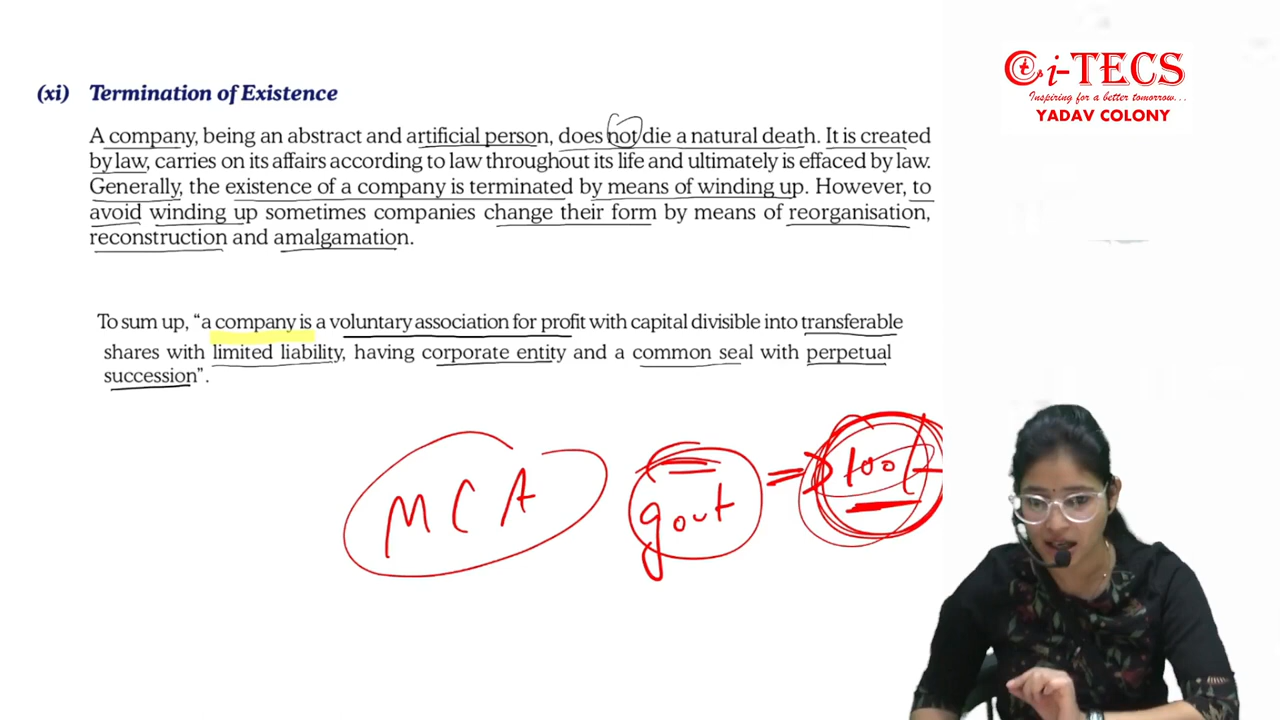 i-TECS
Inspiring for a better tomorrow...
YADAV COLONY
(xi) Termination of Existence
A company, being an abstract and artificial person, does not die a natural death. It is created
by law, carries on its affairs according to law throughout its life and ultimately is effaced by law.
Generally, the existence of a company is terminated by means of winding up. However, to
avoid winding up sometimes companies change their form by means of reorganisation,
reconstruction and amalgamation.
To sum up, “a company is a voluntary association for profit with capital divisible into transferable
shares with limited liability, having corporate entity and a common seal with perpetual
succession”.
MCA govt = 100/-